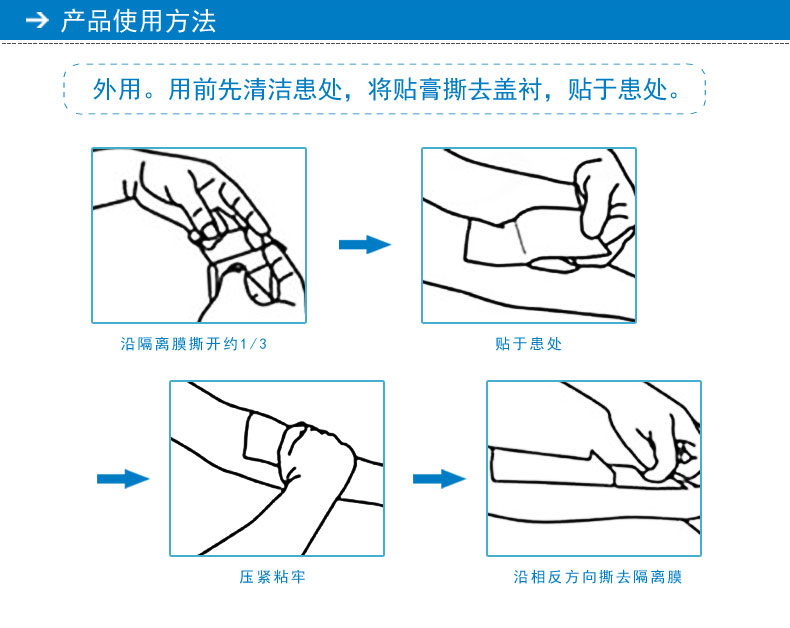 产品使用方法
外用。用前先清洁患处，将贴膏撕去盖衬，贴于患处。
沿隔离膜撕开约1/3
贴于患处
压紧粘牢
沿相反方向撕去隔离膜